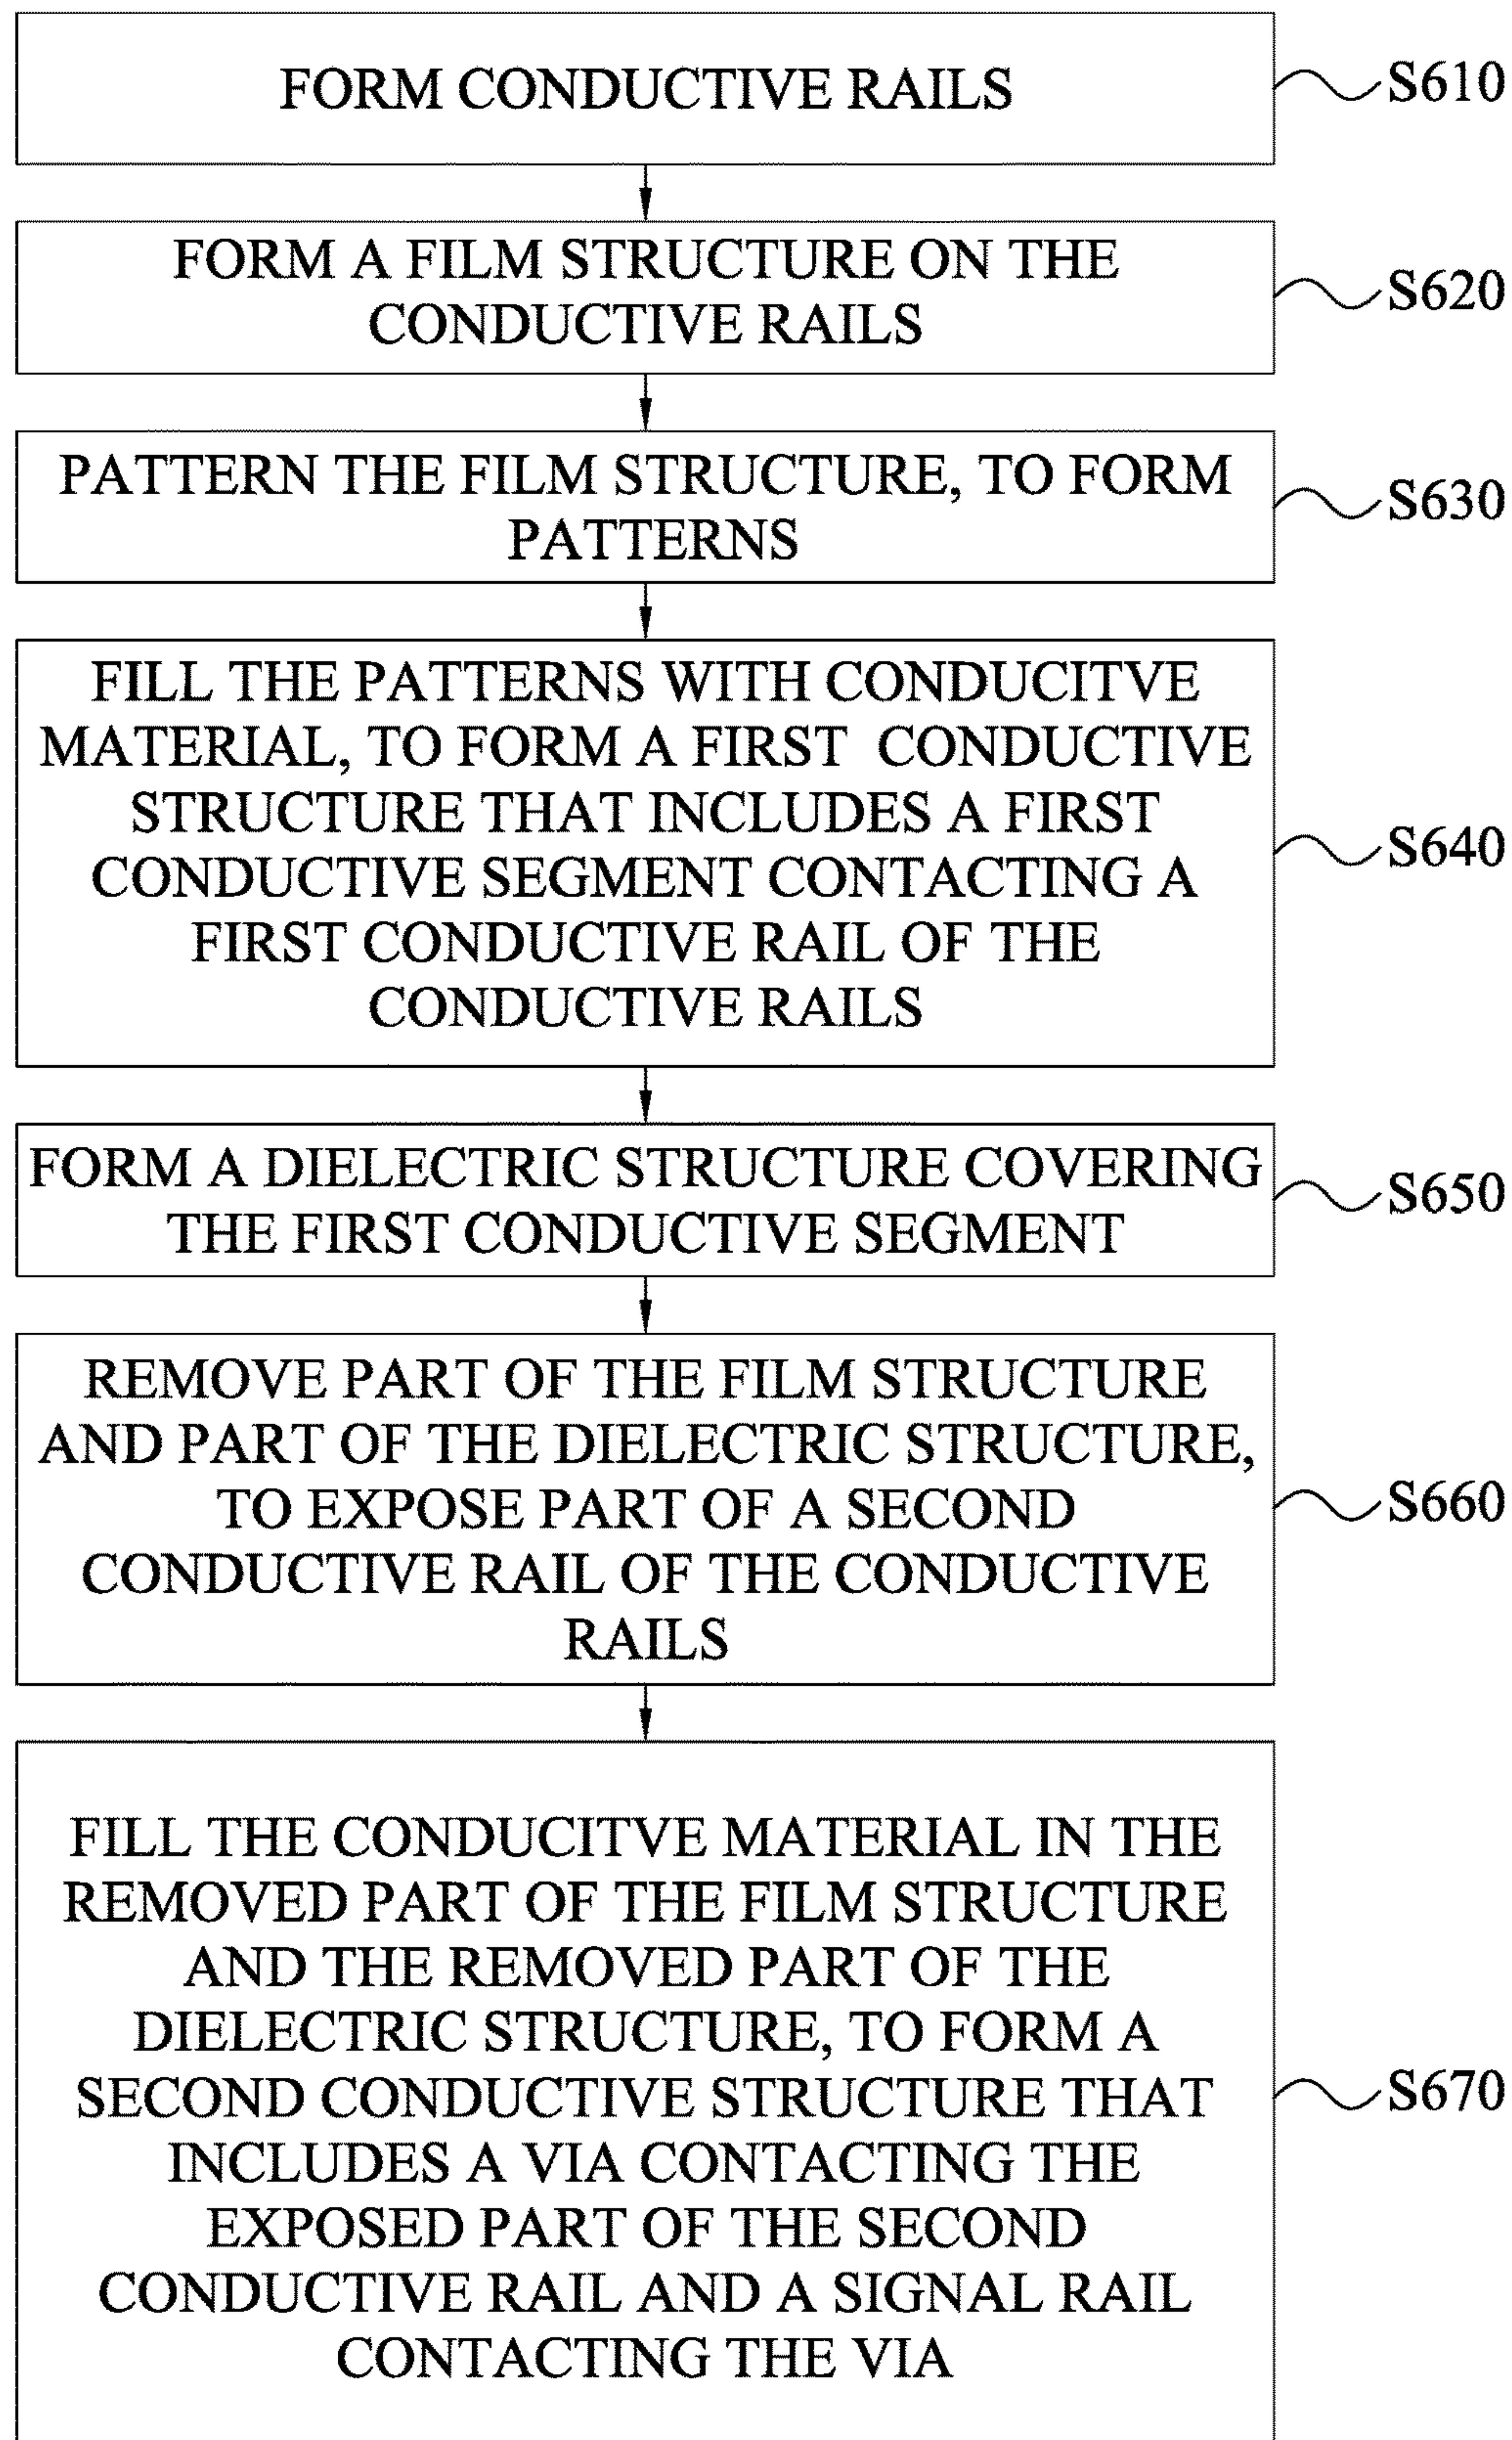 FORM CONDUCTIVE RAILS
S610
FORM A FILM STRUCTURE ON THE
CONDUCTIVE RAILS
S620
PATTERN THE FILM STRUCTURE, TO FORM
PATTERNS
S630
FILL THE PATTERNS WITH CONDUCITVE
MATERIAL, TO FORM A FIRST CONDUCTIVE
STRUCTURE THAT INCLUDES A FIRST
CONDUCTIVE SEGMENT CONTACTING A
FIRST CONDUCTIVE RAIL OF THE
CONDUCTIVE RAILS
S640
FORM A DIELECTRIC STRUCTURE COVERING
THE FIRST CONDUCTIVE SEGMENT
S650
REMOVE PART OF THE FILM STRUCTURE
AND PART OF THE DIELECTRIC STRUCTURE,
TO EXPOSE PART OF A SECOND
CONDUCTIVE RAIL OF THE CONDUCTIVE
RAILS
S660
FILL THE CONDUCITVE MATERIAL IN THE
REMOVED PART OF THE FILM STRUCTURE
AND THE REMOVED PART OF THE
DIELECTRIC STRUCTURE, TO FORM A
SECOND CONDUCTIVE STRUCTURE THAT
INCLUDES A VIA CONTACTING THE
EXPOSED PART OF THE SECOND
CONDUCTIVE RAIL AND A SIGNAL RAIL
CONTACTING THE VIA
S670